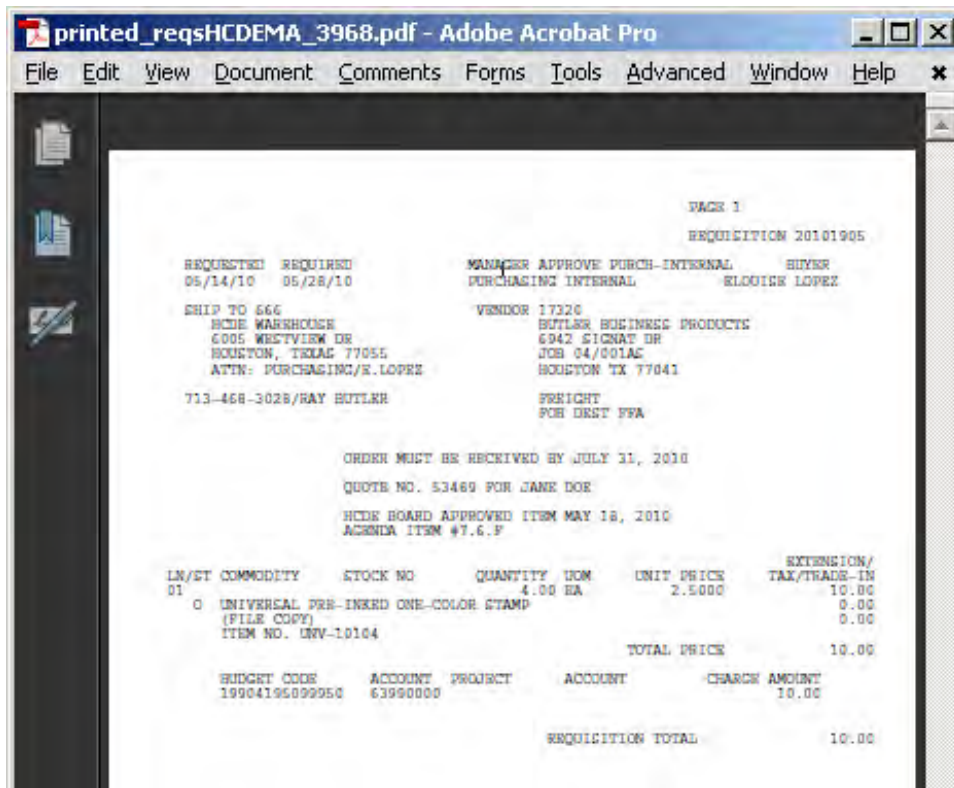 printed_reqsHCDEMA_3968.pdf - Adobe Acrobat Pro
File Edit View Document Comments Forms Tools Advanced Window Help
PAGE 1
REQUISITION 20101905
REQUESTED REQUIRED MANAGER APPROVE PURCH-INTERNAL BUYER
05/14/10 05/28/10 PURCHASING INTERNAL ELOUISE LOPEZ
SHIP TO 666 VENDOR 17320
HCDE WAREHOUSE BUTLER BUSINESS PRODUCTS
6005 WESTVIEW DR 6942 SIGNAT DR
HOUSTON, TEXAS 77055 JOB 04/001AS
ATTN: PURCHASING/E.LOPEZ HOUSTON TX 77041
713-468-3028/RAY BUTLER FREIGHT
FOB DEST FFA
ORDER MUST BE RECEIVED BY JULY 31, 2010
QUOTE NO. 53469 FOR JANE DOE
HCDE BOARD APPROVED ITEM MAY 18, 2010
AGENDA ITEM #7.6.F
EXTENSION/
LN/ST COMMODITY STOCK NO QUANTITY UOM UNIT PRICE TAX/TRADE-IN
01 4.00 EA 2.5000 10.00
O UNIVERSAL PRE-INKED ONE-COLOR STAMP 0.00
(FILE COPY) 0.00
ITEM NO. UNV-10104
TOTAL PRICE 10.00
BUDGET CODE ACCOUNT PROJECT ACCOUNT CHARGE AMOUNT
19904195099950 63990000 10.00
REQUISITION TOTAL 10.00